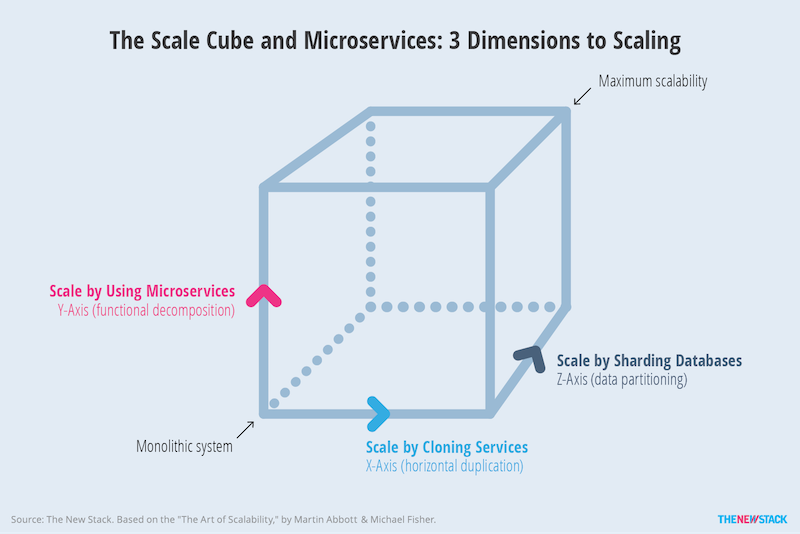 The Scale Cube and Microservices: 3 Dimensions to Scaling
Maximum scalability
Scale by Using Microservices
Y-Axis (functional decomposition)
Scale by Sharding Databases
Z-Axis (data partitioning)
Monolithic system
Scale by Cloning Services
X-Axis (horizontal duplication)
Source: The New Stack. Based on the "The Art of Scalability," by Martin Abbott & Michael Fisher.
THENEWSTACK